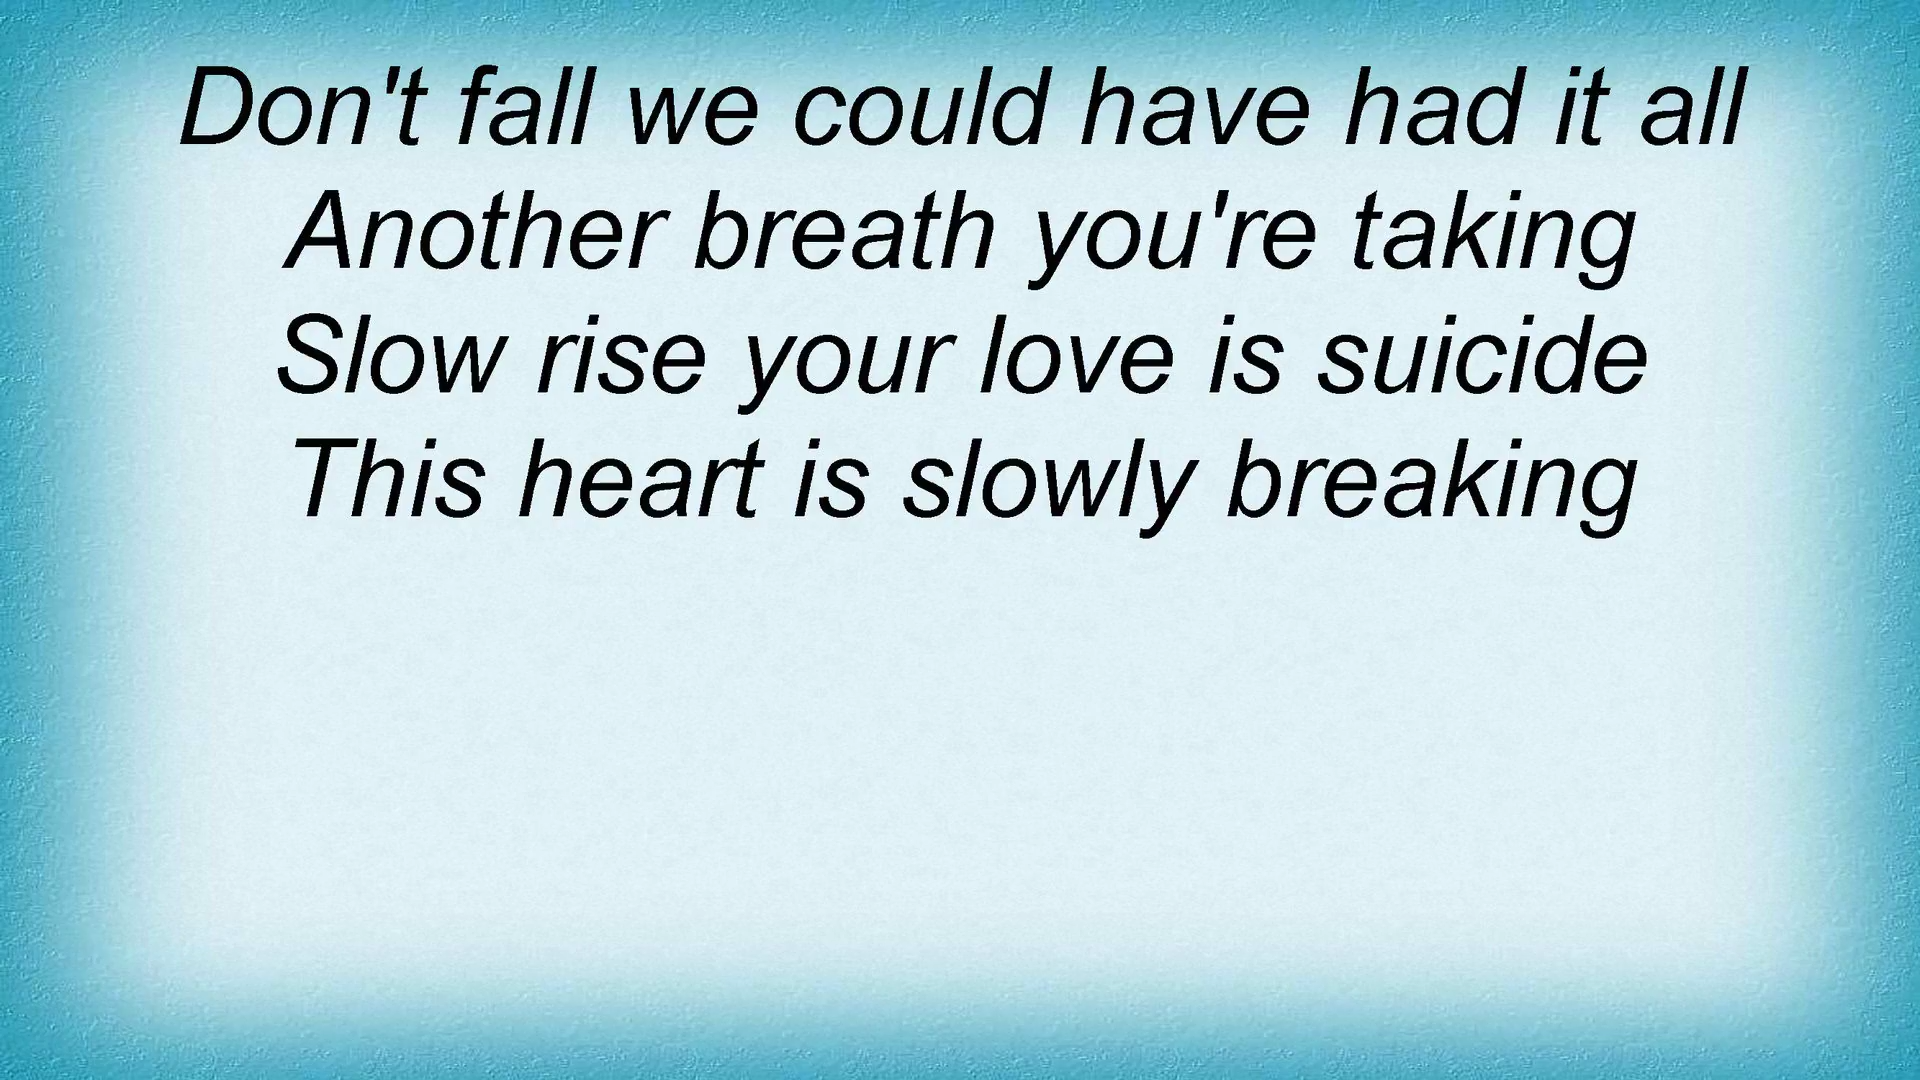 Don't fall we could have had it all
Another breath you're taking
Slow rise your love is suicide
This heart is slowly breaking